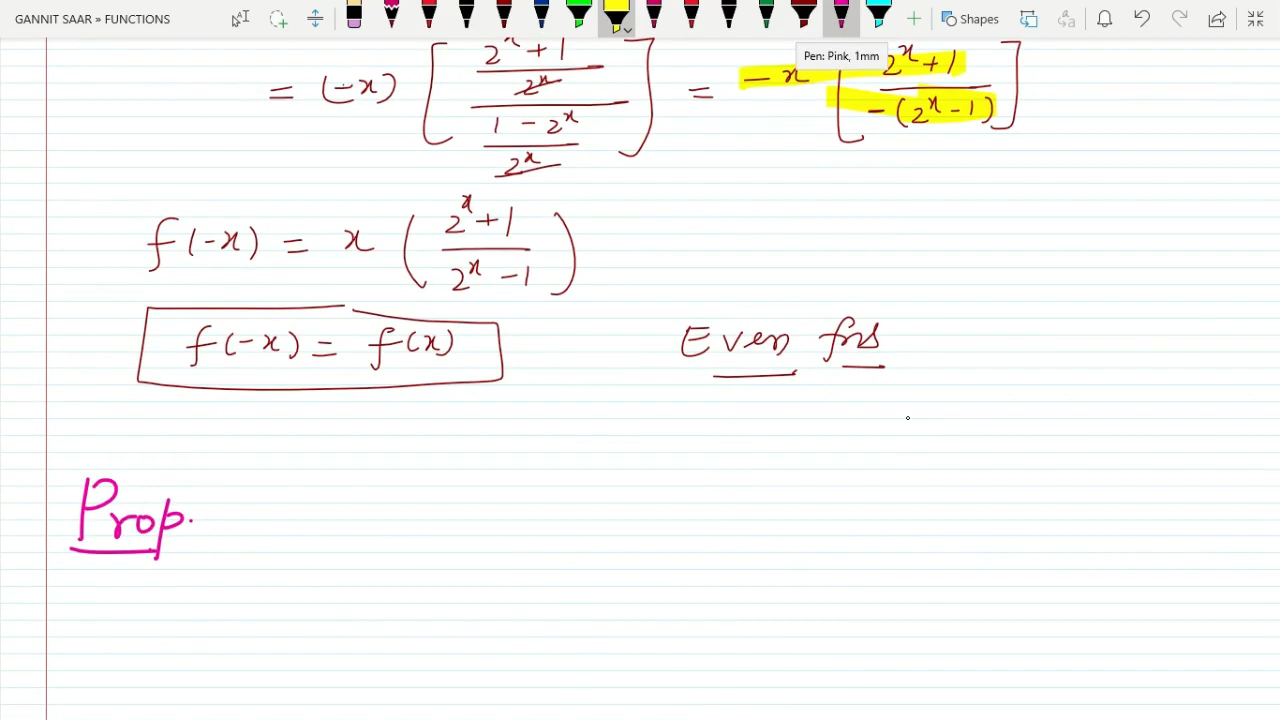 GANNIT SAAR » FUNCTIONS
Shapes
Pen: Pink, 1mm
= (-x) [ ((2^x + 1)/2^x) / ((1 - 2^x)/2^x) ] = -x [ (2^x + 1) / (-(2^x - 1)) ]
f(-x) = x ( (2^x + 1) / (2^x - 1) )
f(-x) = f(x) Even fns
Prop.